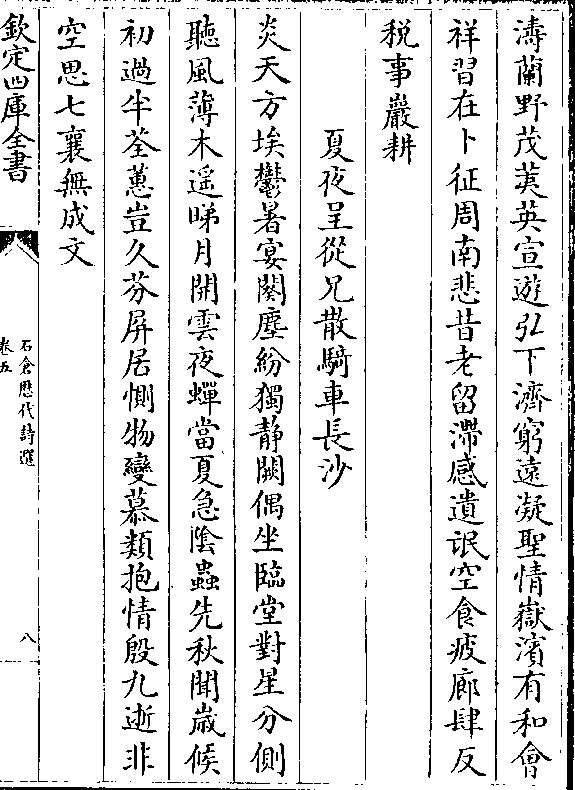 濤蘭野茂荑英宣遊弘下濟窮遠凝聖情嶽濱有和會
祥習在卜征周南悲昔老留滯感遺氓空食疲廊肆反
稅事巖耕
夏夜呈從兄散騎車長沙
炎天方埃鬱暑宴闋塵紛獨靜闕偶坐臨堂對星分側
聽風薄木遙睇月開雲夜蟬當夏急陰蟲先秋聞歲候
初過半荃蕙豈久芬屏居惻物變慕類抱情殷九逝非
空思七襄無成文
欽定四庫全書
石倉歷代詩選
卷五
八